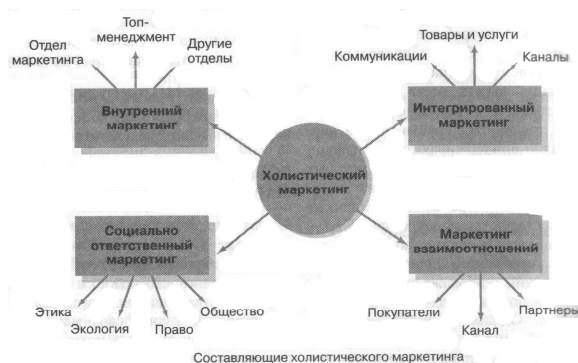 Топ-
менеджмент
Отдел
маркетинга
Другие
отделы
Внутренний
маркетинг
Товары и услуги
Коммуникации
Каналы
Интегрированный
маркетинг
Холистический
маркетинг
Социально
ответственный
маркетинг
Этика
Экология
Право
Общество
Маркетинг
взаимоотношений
Покупатели
Канал
Партнеры
Составляющие холистического маркетинга